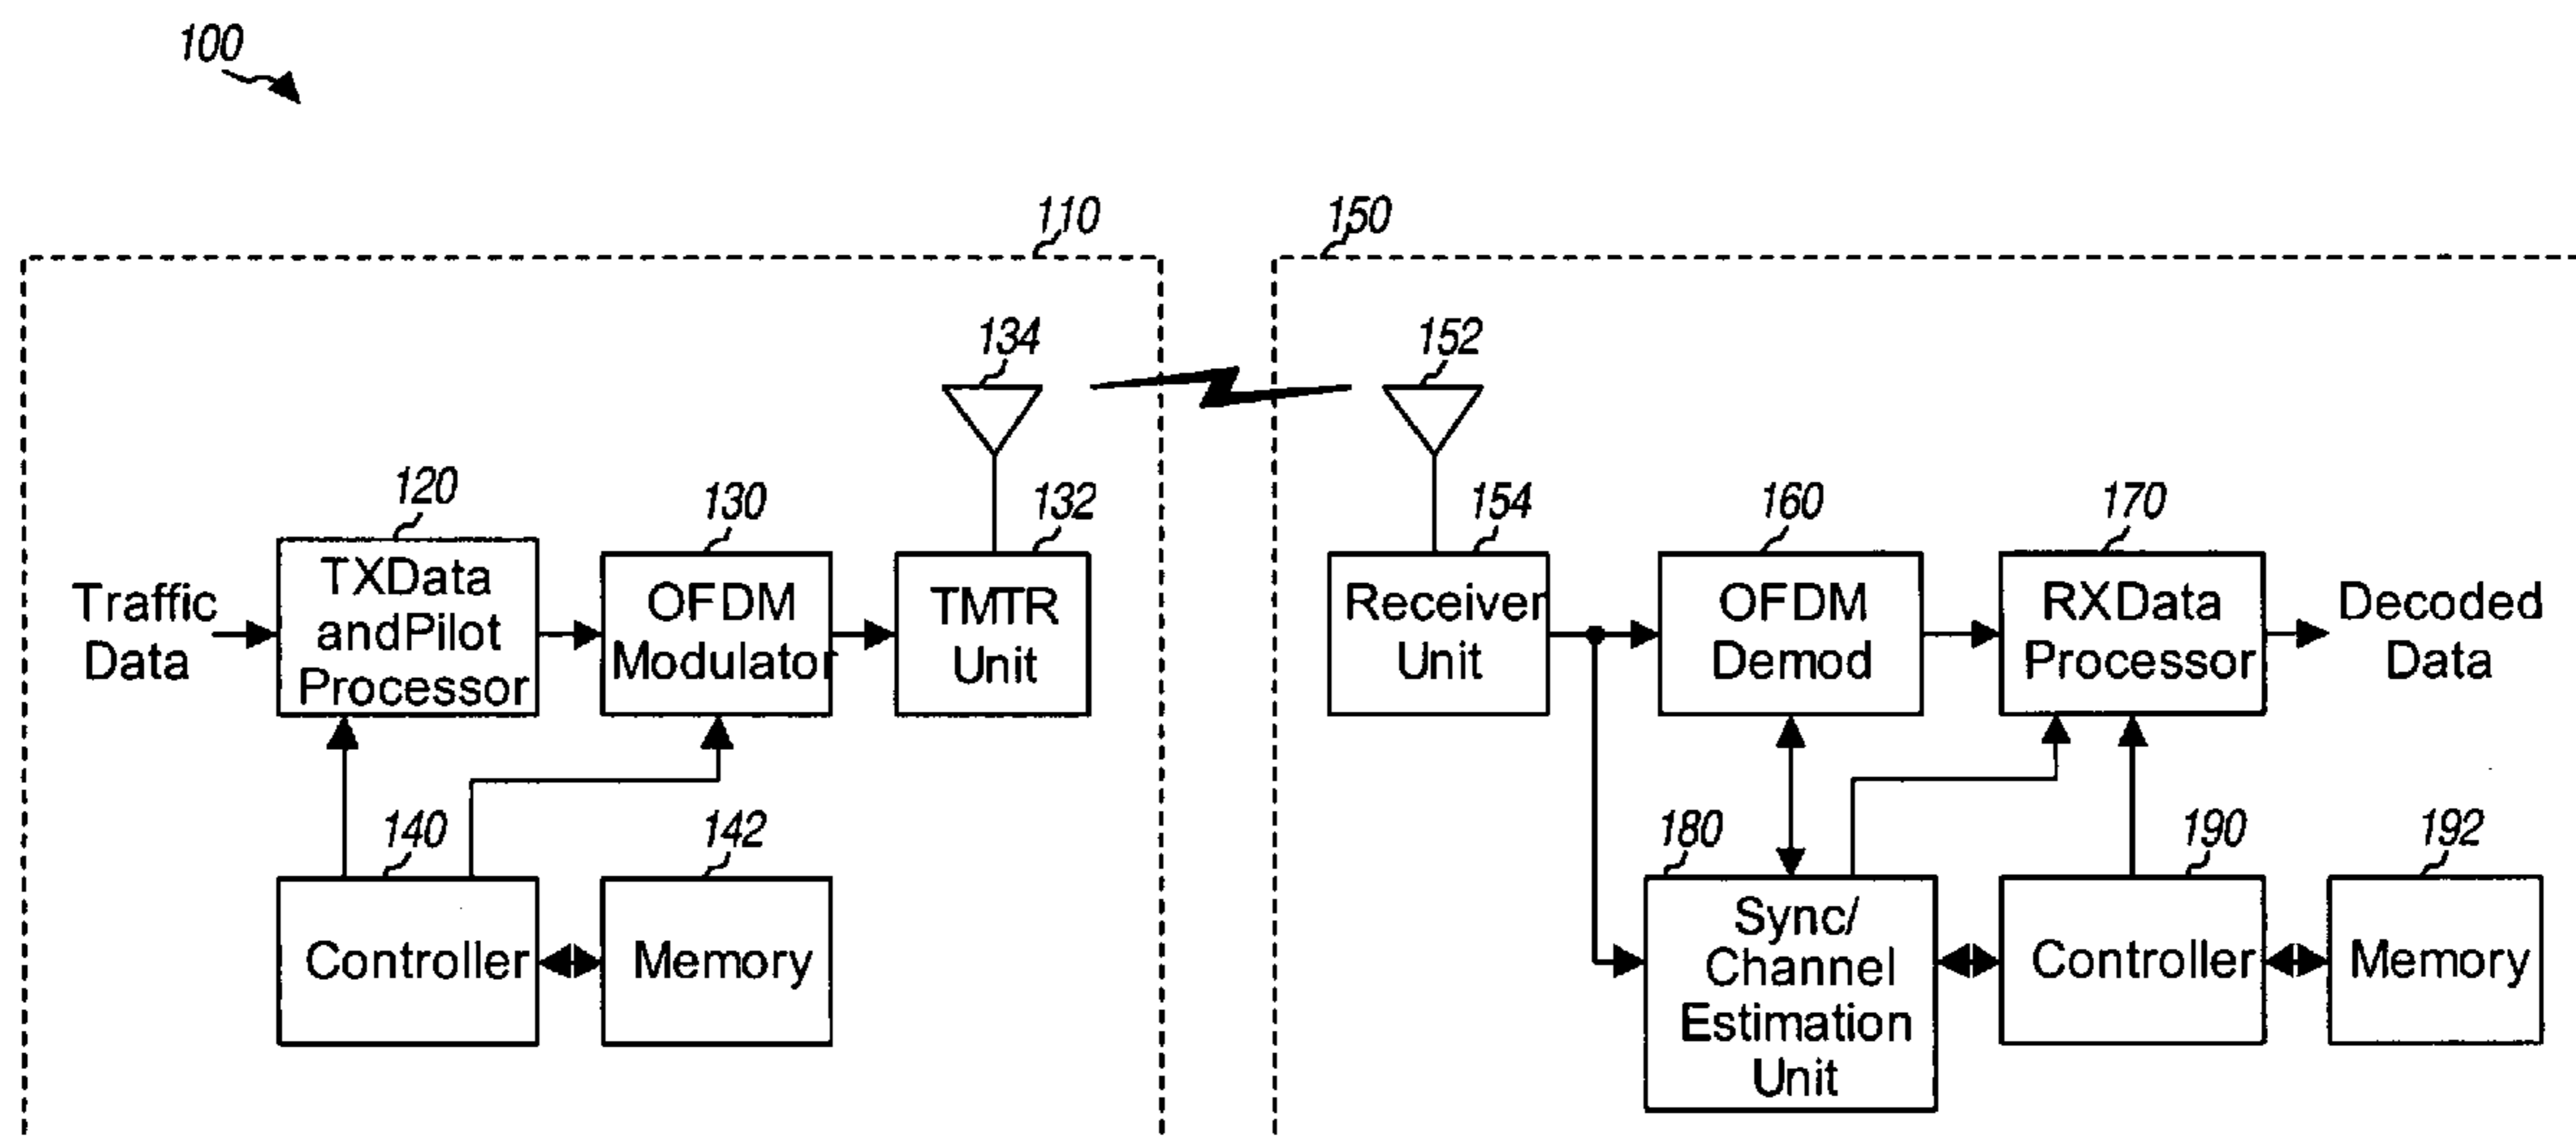 100
110
150
134
152
120
130
132
154
160
170
Traffic
Data
TXData
andPilot
Processor
OFDM
Modulator
TMTR
Unit
Receiver
Unit
OFDM
Demod
RXData
Processor
Decoded
Data
140
142
180
190
192
Controller
Memory
Sync/
Channel
Estimation
Unit
Controller
Memory